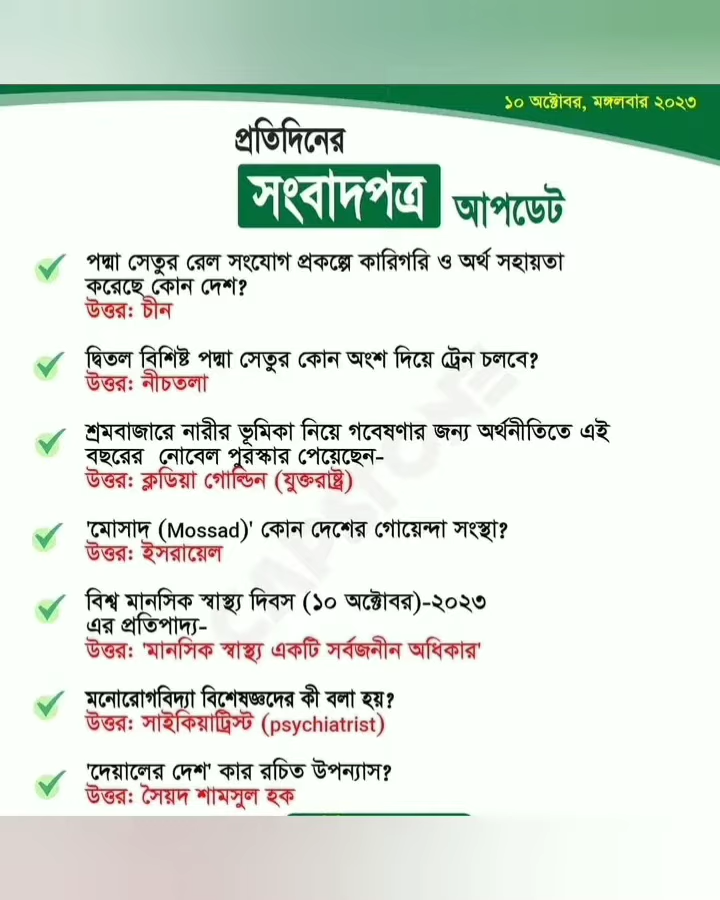 ১০ অক্টোবর, মঙ্গলবার ২০২৩
প্রতিদিনের
সংবাদপত্র আপডেট
পদ্মা সেতুর রেল সংযোগ প্রকল্পে কারিগরি ও অর্থ সহায়তা
করেছে কোন দেশ?
উত্তর: চীন
দ্বিতল বিশিষ্ট পদ্মা সেতুর কোন অংশ দিয়ে ট্রেন চলবে?
উত্তর: নীচতলা
শ্রমবাজারে নারীর ভূমিকা নিয়ে গবেষণার জন্য অর্থনীতিতে এই
বছরের নোবেল পুরস্কার পেয়েছেন-
উত্তর: ক্লডিয়া গোল্ডিন (যুক্তরাষ্ট্র)
'মোসাদ (Mossad)' কোন দেশের গোয়েন্দা সংস্থা?
উত্তর: ইসরায়েল
বিশ্ব মানসিক স্বাস্থ্য দিবস (১০ অক্টোবর)-২০২৩
এর প্রতিপাদ্য-
উত্তর: 'মানসিক স্বাস্থ্য একটি সর্বজনীন অধিকার'
মনোরোগবিদ্যা বিশেষজ্ঞদের কী বলা হয়?
উত্তর: সাইকিয়াট্রিস্ট (psychiatrist)
'দেয়ালের দেশ' কার রচিত উপন্যাস?
উত্তর: সৈয়দ শামসুল হক